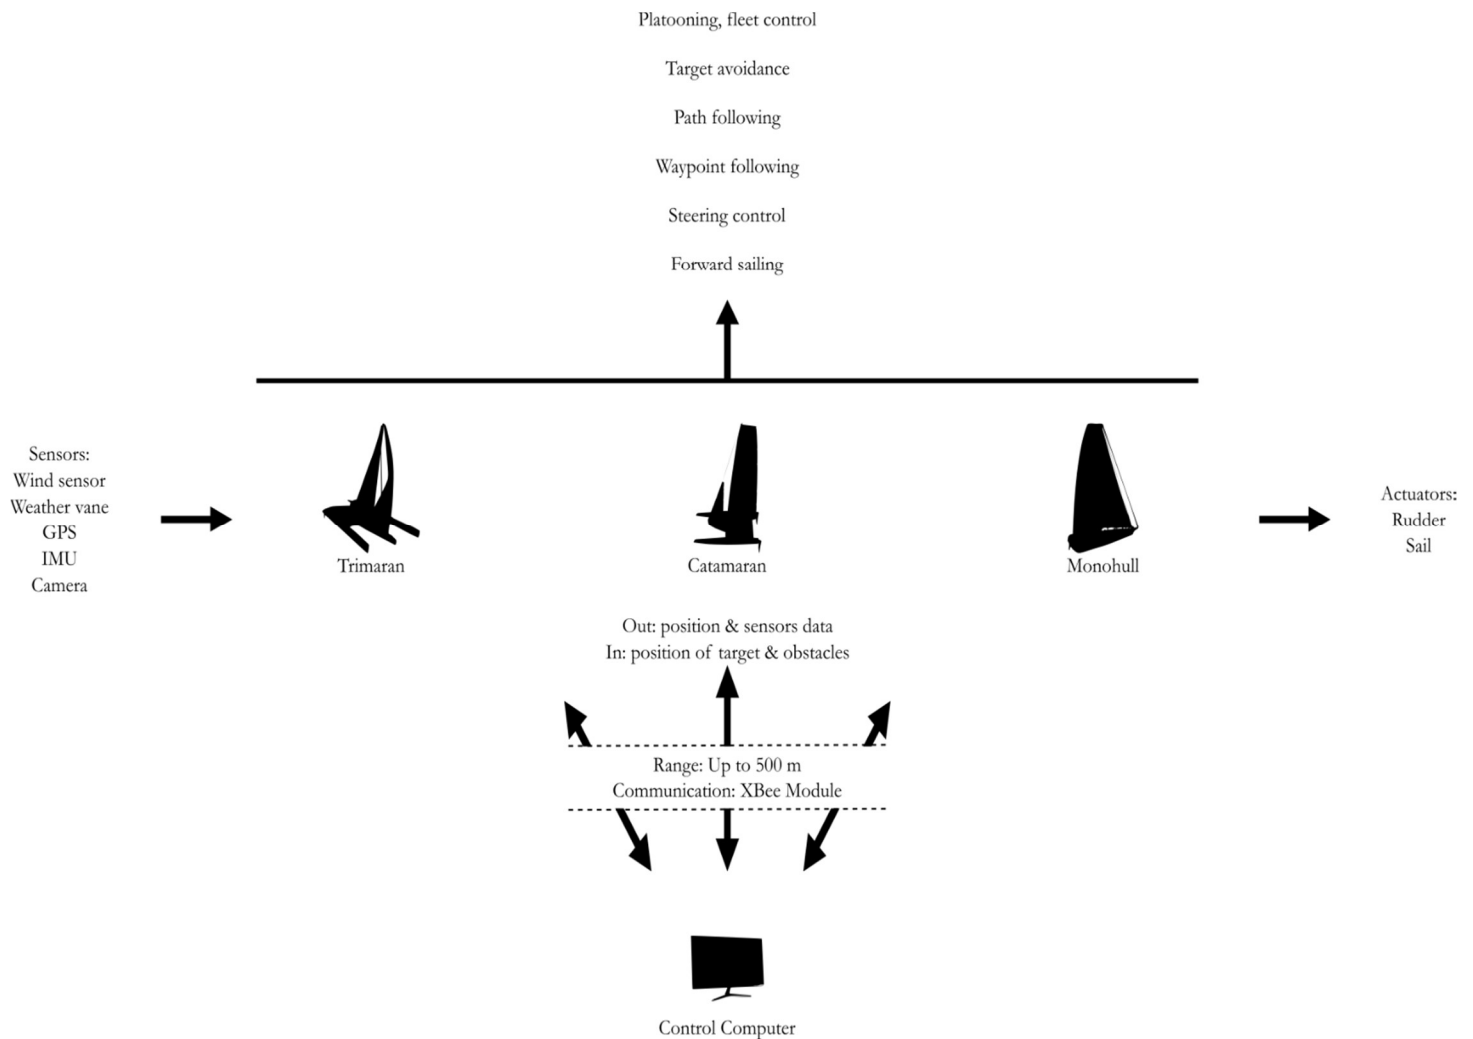 Platooning, fleet control
Target avoidance
Path following
Waypoint following
Steering control
Forward sailing
Sensors:
Wind sensor
Weather vane
GPS
IMU
Camera
Trimaran
Catamaran
Monohull
Actuators:
Rudder
Sail
Out: position & sensors data
In: position of target & obstacles
Range: Up to 500 m
Communication: XBee Module
Control Computer